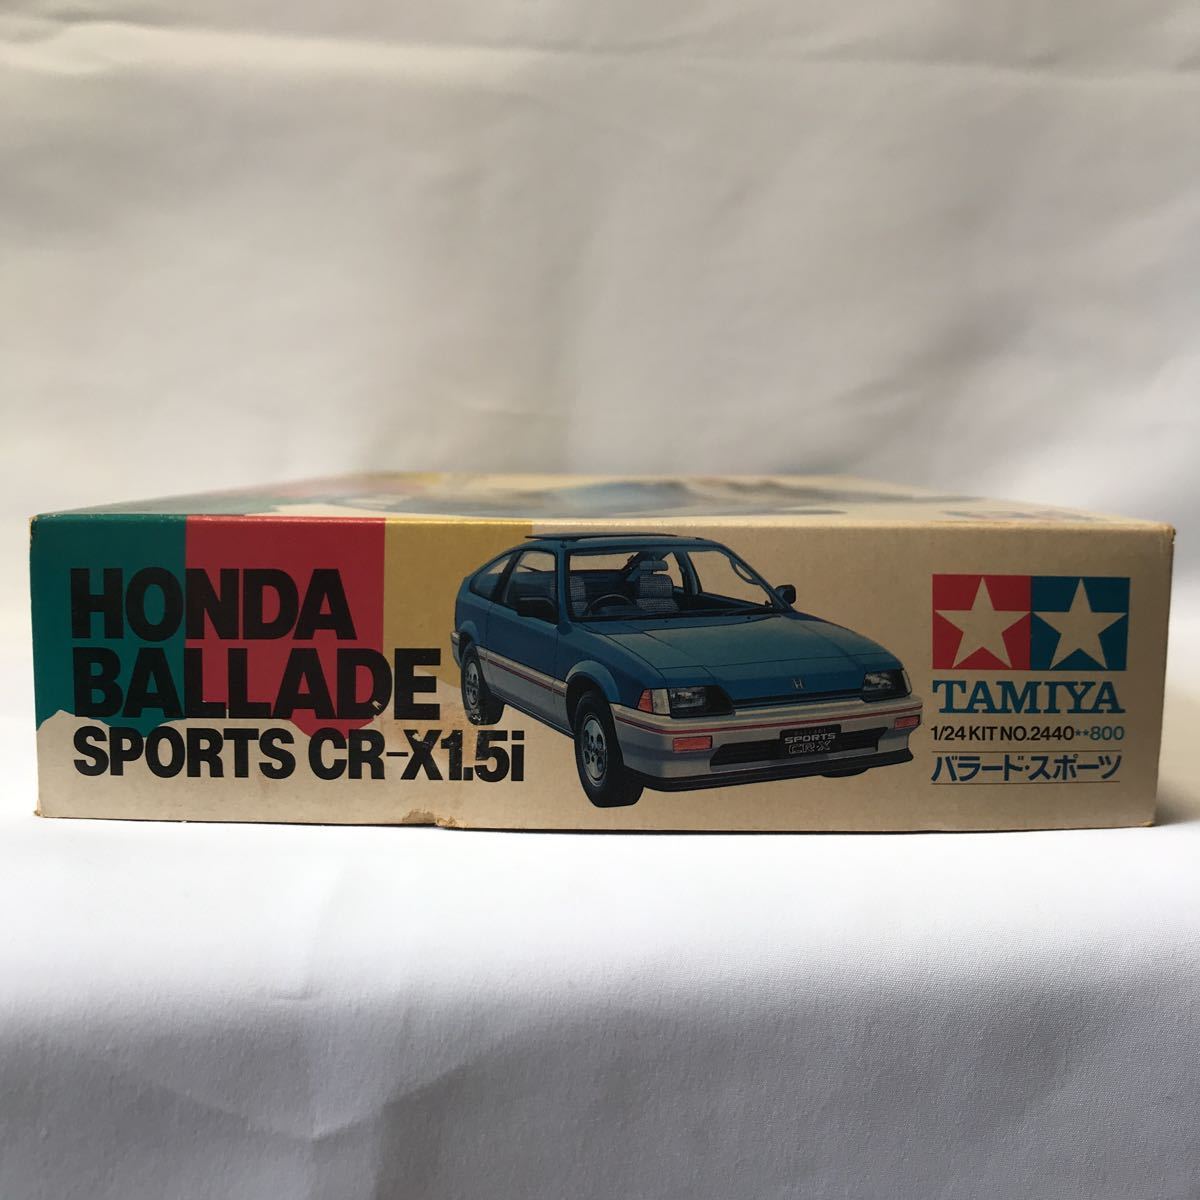 HONDA
BALLADE
SPORTS CR-X1.5i
SPORTS
CR-X
TAMIYA
1/24 KIT NO.2440**800
バラード・スポーツ